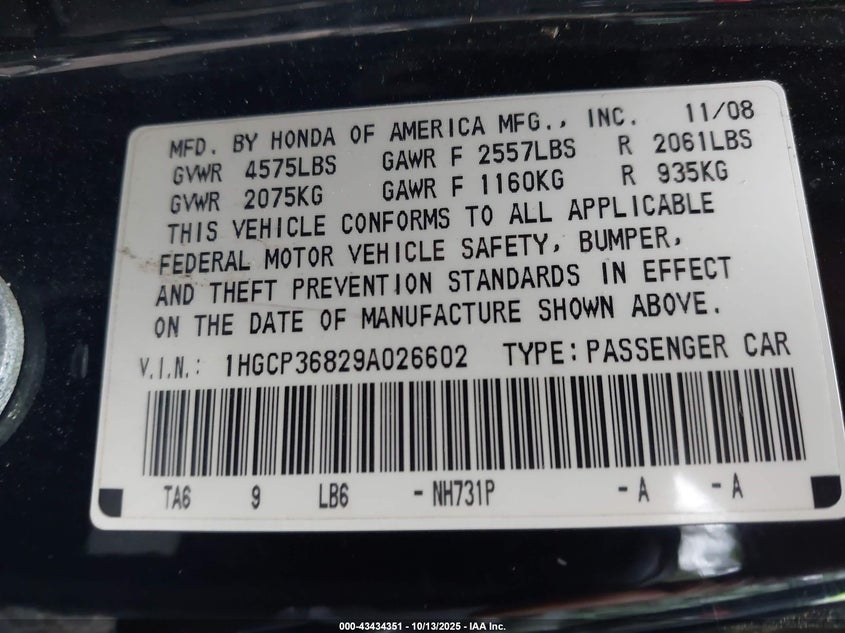 MFD. BY HONDA OF AMERICA MFG., INC. 11/08
GVWR 4575LBS GAWR F 2557LBS R 2061LBS
GVWR 2075KG GAWR F 1160KG R 935KG
THIS VEHICLE CONFORMS TO ALL APPLICABLE
FEDERAL MOTOR VEHICLE SAFETY, BUMPER,
AND THEFT PREVENTION STANDARDS IN EFFECT
ON THE DATE OF MANUFACTURE SHOWN ABOVE.
V.I.N.: 1HGCP36829A026602 TYPE: PASSENGER CAR
TA6 9 LB6 -NH731P -A -A
000-43434351 - 10/13/2025 - IAA Inc.